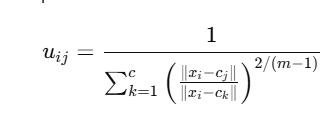 u_{ij} = \frac{1}{\sum_{k=1}^{c} \left( \frac{\|x_i - c_j\|}{\|x_i - c_k\|} \right)^{2/(m-1)}}